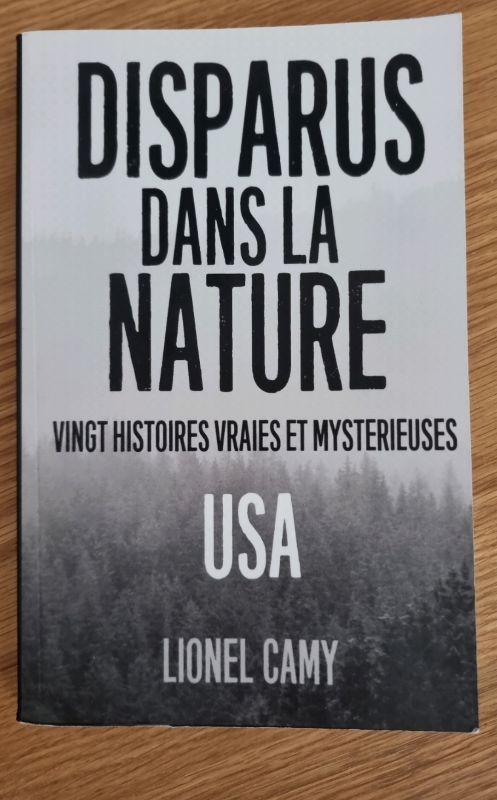 DISPARUS
DANS LA
NATURE
VINGT HISTOIRES VRAIES ET MYSTERIEUSES
USA
LIONEL CAMY